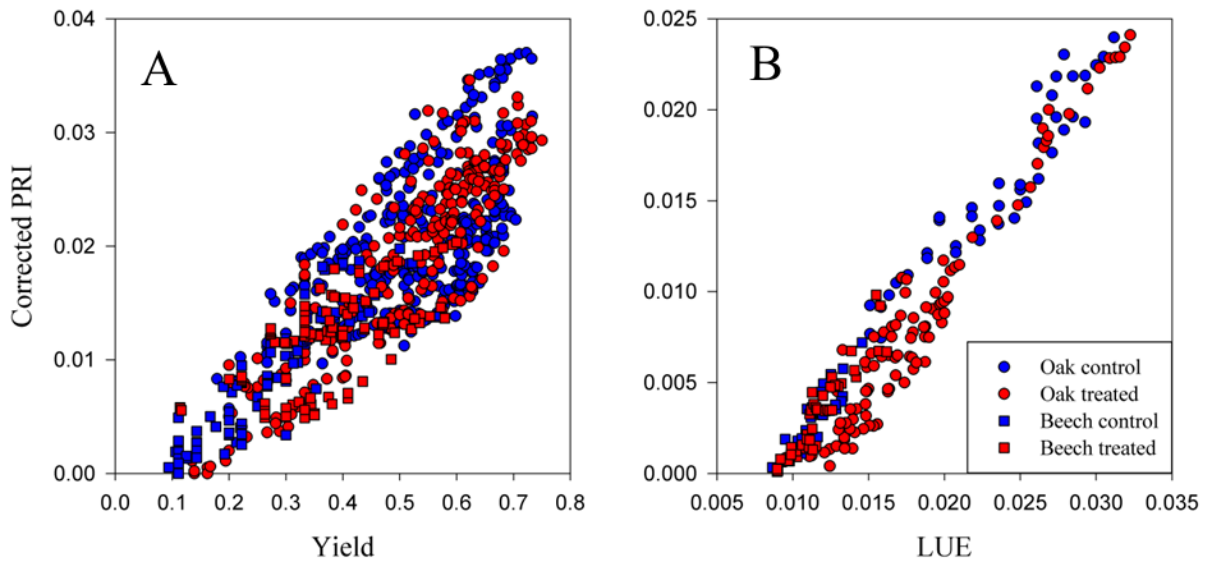 A
Corrected PRI
0.04
0.03
0.02
0.01
0.00
0.0 0.1 0.2 0.3 0.4 0.5 0.6 0.7 0.8
Yield
B
0.025
0.020
0.015
0.010
0.005
0.000
0.005 0.010 0.015 0.020 0.025 0.030 0.035
LUE
Oak control
Oak treated
Beech control
Beech treated